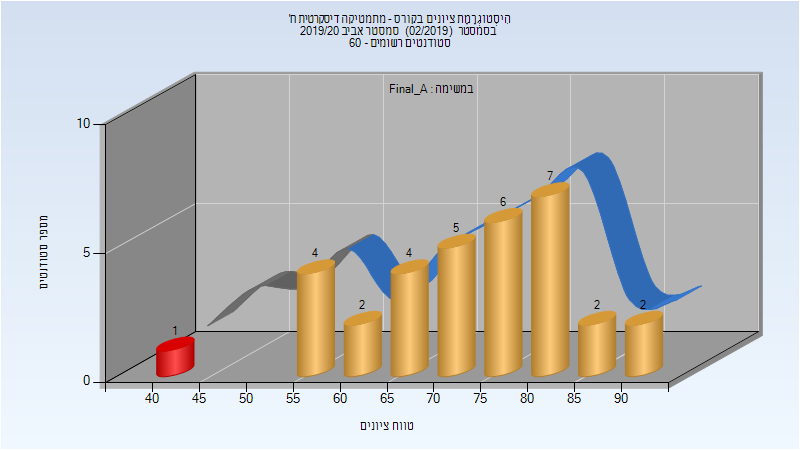 הִיסְטוֹגְרָמַת ציונים בקורס - מתמטיקה דיסקרטית ח'
בסמסטר (02/2019) סמסטר אביב 2019/20
סטודנטים רשומים - 60
במשימה : Final_A
10
5
0
מספר סטודנטים
1
4
2
4
5
6
7
2
2
40 45 50 55 60 65 70 75 80 85 90
טווח ציונים